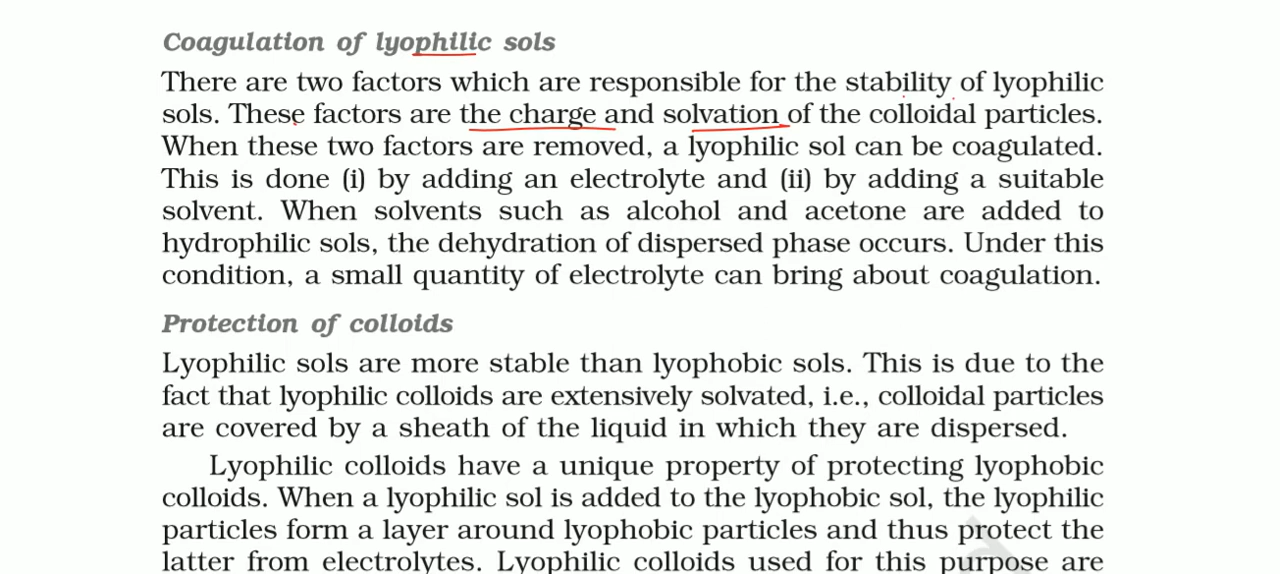 Coagulation of lyophilic sols
There are two factors which are responsible for the stability of lyophilic
sols. These factors are the charge and solvation of the colloidal particles.
When these two factors are removed, a lyophilic sol can be coagulated.
This is done (i) by adding an electrolyte and (ii) by adding a suitable
solvent. When solvents such as alcohol and acetone are added to
hydrophilic sols, the dehydration of dispersed phase occurs. Under this
condition, a small quantity of electrolyte can bring about coagulation.
Protection of colloids
Lyophilic sols are more stable than lyophobic sols. This is due to the
fact that lyophilic colloids are extensively solvated, i.e., colloidal particles
are covered by a sheath of the liquid in which they are dispersed.
Lyophilic colloids have a unique property of protecting lyophobic
colloids. When a lyophilic sol is added to the lyophobic sol, the lyophilic
particles form a layer around lyophobic particles and thus protect the
latter from electrolytes. Lyophilic colloids used for this purpose are